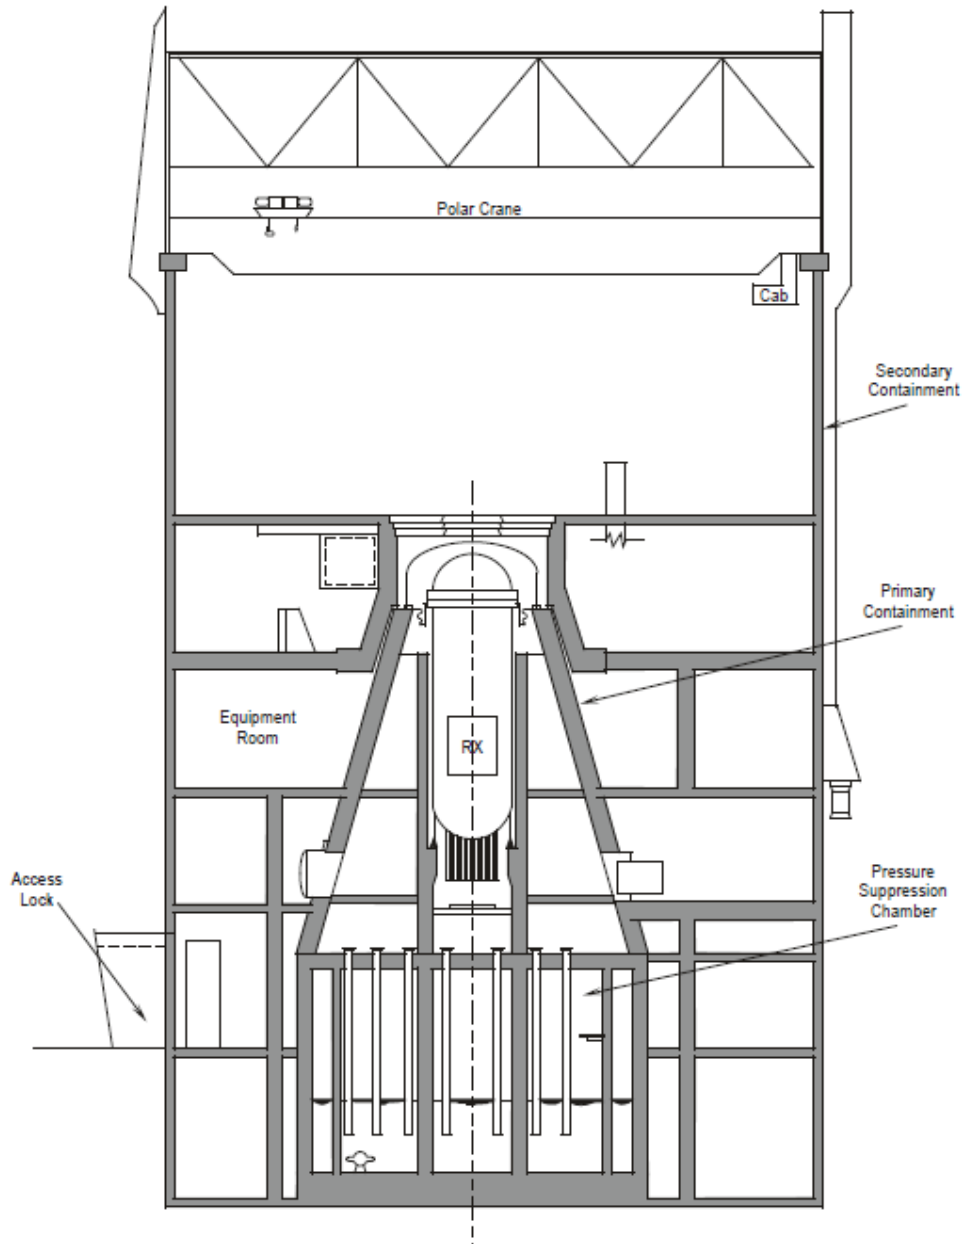 Polar Crane
Cab
Secondary
Containment
Primary
Containment
Equipment
Room
RX
Access
Lock
Pressure
Suppression
Chamber